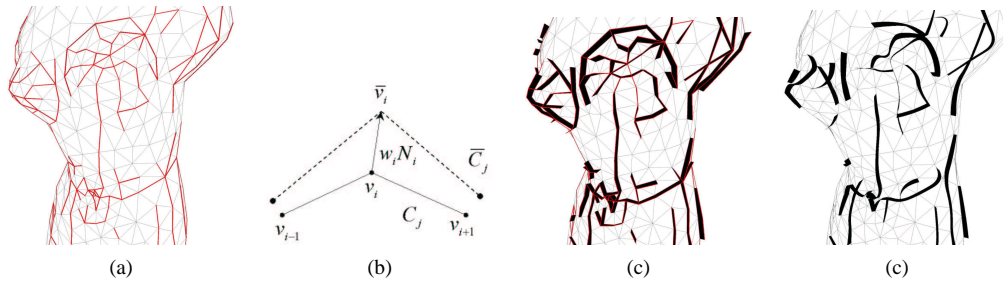 v̅ᵢ
wᵢNᵢ
C̅ⱼ
vᵢ
Cⱼ
vᵢ₋₁
vᵢ₊₁
(a) (b) (c) (c)